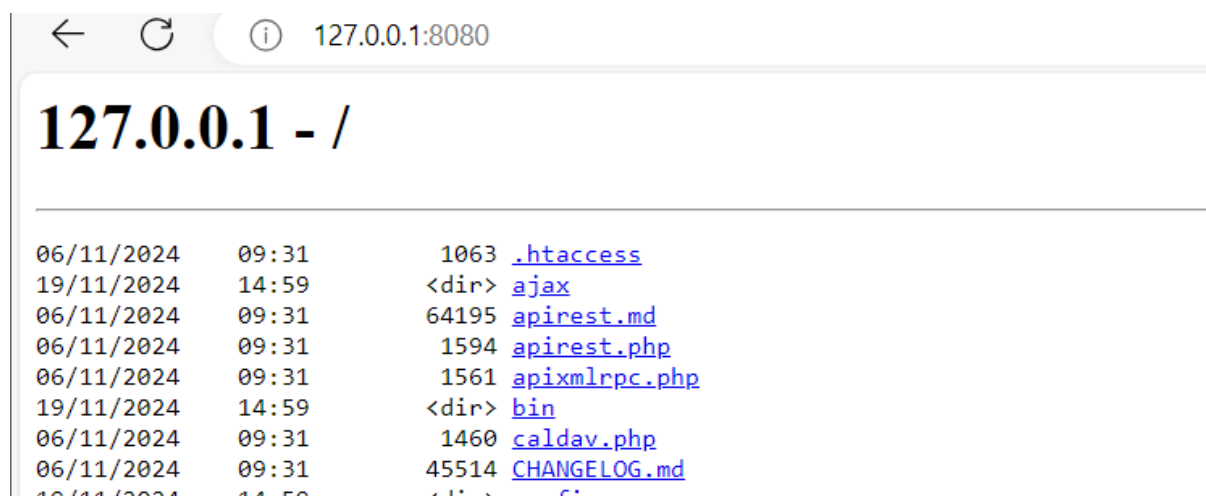 127.0.0.1:8080
127.0.0.1 - /
06/11/2024 09:31 1063 .htaccess
19/11/2024 14:59 <dir> ajax
06/11/2024 09:31 64195 apirest.md
06/11/2024 09:31 1594 apirest.php
06/11/2024 09:31 1561 apixmlrpc.php
19/11/2024 14:59 <dir> bin
06/11/2024 09:31 1460 caldav.php
06/11/2024 09:31 45514 CHANGELOG.md